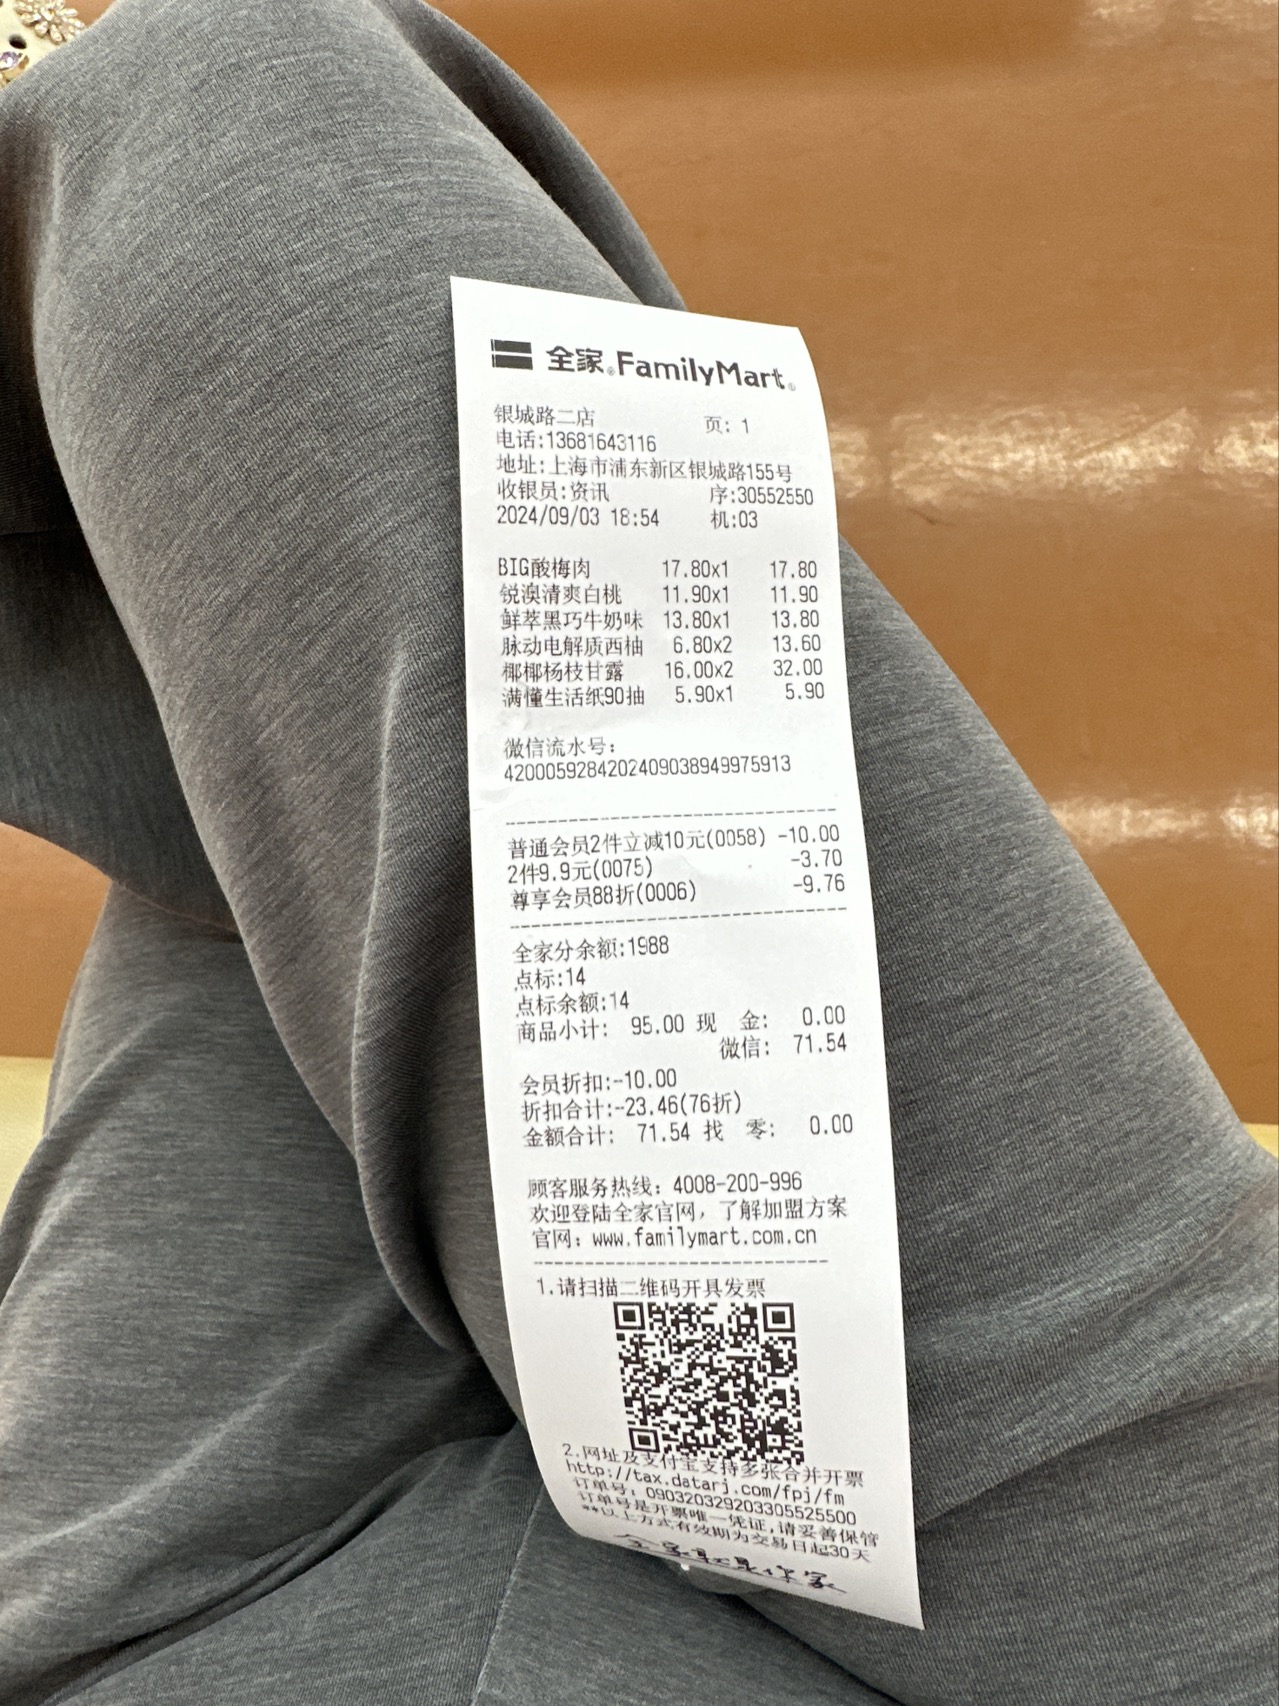 全家 FamilyMart
银城路二店 页: 1
电话:13681643116
地址:上海市浦东新区银城路155号
收银员:资讯 序:30552550
2024/09/03 18:54 机:03
BIG酸梅肉 17.80x1 17.80
锐澳清爽白桃 11.90x1 11.90
鲜萃黑巧牛奶味 13.80x1 13.80
脉动电解质西柚 6.80x2 13.60
椰椰杨枝甘露 16.00x2 32.00
满懂生活纸90抽 5.90x1 5.90
微信流水号:
4200059284202409038949975913
普通会员2件立减10元(0058) -10.00
2件9.9元(0075) -3.70
尊享会员88折(0006) -9.76
全家分余额:1988
点标:14
点标余额:14
商品小计: 95.00 现 金: 0.00
微信: 71.54
会员折扣:-10.00
折扣合计:-23.46(76折)
金额合计: 71.54 找 零: 0.00
顾客服务热线: 4008-200-996
欢迎登陆全家官网，了解加盟方案
官网: www.familymart.com.cn
1.请扫描二维码开具发票
2.网址及支付宝支持多张合并开票
http://tax.datarj.com/fpj/fm
订单号: 090320329203305525500
订单号是开票唯一凭证,请妥善保管
**以上方式有效期为交易日起30天
全家就是你家